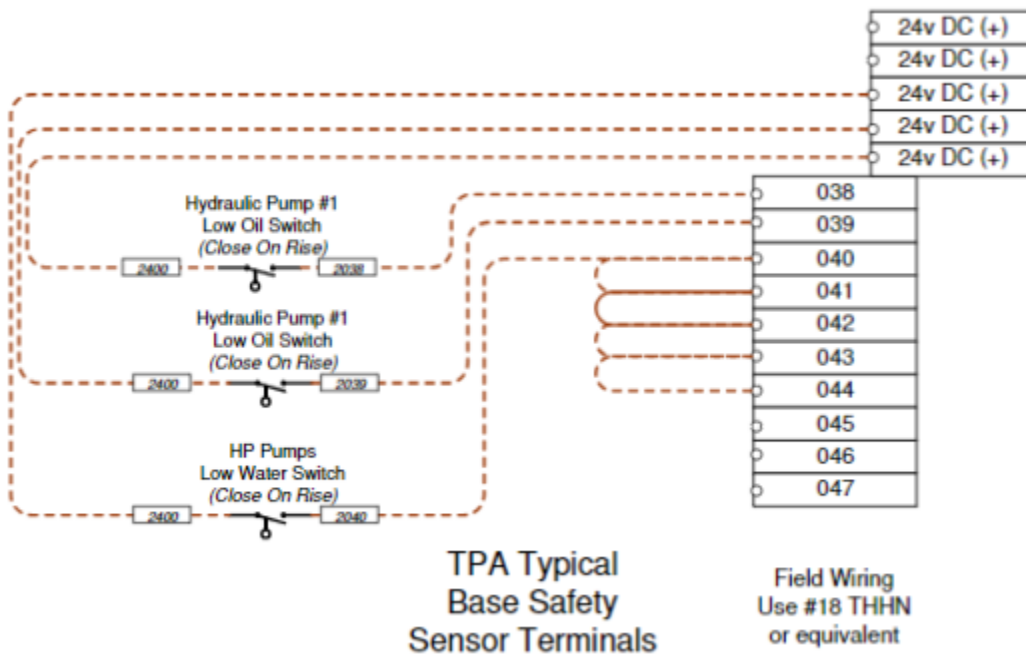 24v DC (+)
24v DC (+)
24v DC (+)
24v DC (+)
24v DC (+)
038
039
040
041
042
043
044
045
046
047
Hydraulic Pump #1
Low Oil Switch
(Close On Rise)
2400
2038
Hydraulic Pump #1
Low Oil Switch
(Close On Rise)
2400
2039
HP Pumps
Low Water Switch
(Close On Rise)
2400
2040
TPA Typical
Base Safety
Sensor Terminals
Field Wiring
Use #18 THHN
or equivalent